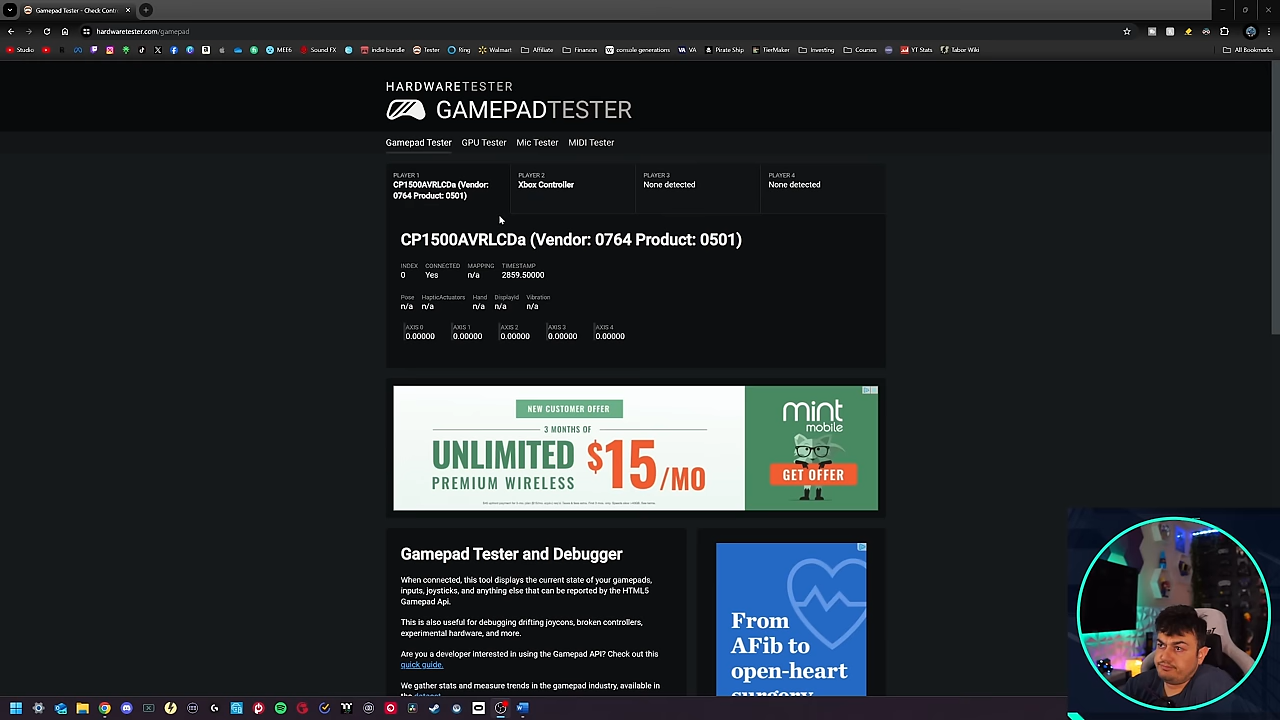 Gamepad Tester - Check Contr
hardwaretester.com/gamepad
Studio
MEE6
Sound FX
indie bundle
Tester
Ring
Walmart
Affiliate
Finances
console generations
VA
Pirate Ship
TierMaker
Investing
Courses
YT Stats
Tabor Wiki
All Bookmarks
HARDWARETESTER
GAMEPADTESTER
Gamepad Tester GPU Tester Mic Tester MIDI Tester
PLAYER 1
CP1500AVRLCDa (Vendor:
0764 Product: 0501)
PLAYER 2
Xbox Controller
PLAYER 3
None detected
PLAYER 4
None detected
CP1500AVRLCDa (Vendor: 0764 Product: 0501)
INDEX CONNECTED MAPPING TIMESTAMP
0 Yes n/a 2859.50000
Pose HapticActuators Hand DisplayId Vibration
n/a n/a n/a n/a n/a
AXIS 0 AXIS 1 AXIS 2 AXIS 3 AXIS 4
0.00000 0.00000 0.00000 0.00000 0.00000
NEW CUSTOMER OFFER
3 MONTHS OF
UNLIMITED
PREMIUM WIRELESS
$15/MO
mint
mobile
GET OFFER
Gamepad Tester and Debugger
When connected, this tool displays the current state of your gamepads,
inputs, joysticks, and anything else that can be reported by the HTML5
Gamepad Api.
This is also useful for debugging drifting joycons, broken controllers,
experimental hardware, and more.
Are you a developer interested in using the Gamepad API? Check out this
quick guide.
We gather stats and measure trends in the gamepad industry, available in
the dataset
From
AFib to
open-heart
surgery